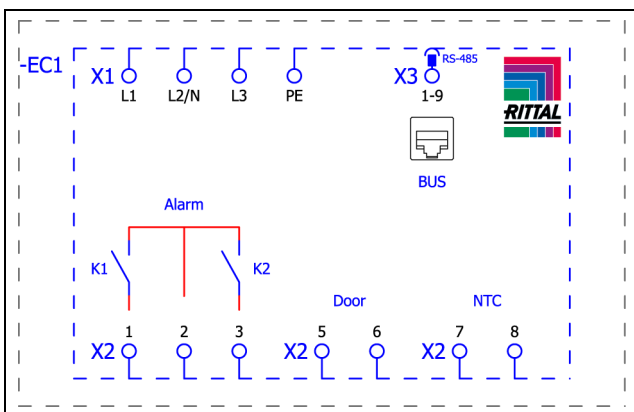 -EC1
X1
L1
L2/N
L3
PE
X3
RS-485
1-9
RITTAL
BUS
Alarm
K1
K2
Door
NTC
X2
1
2
3
X2
5
6
X2
7
8